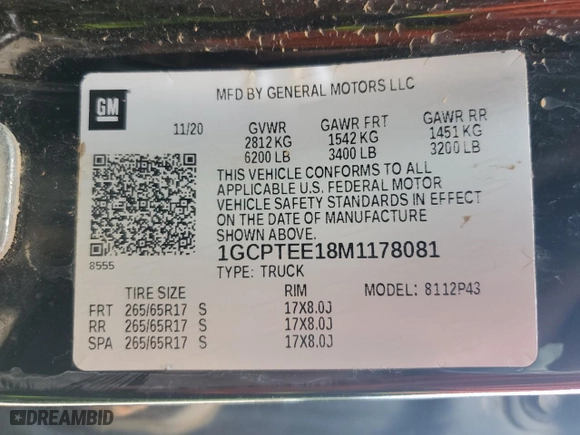 GM
MFD BY GENERAL MOTORS LLC
11/20 GVWR GAWR FRT GAWR RR
2812 KG 1542 KG 1451 KG
6200 LB 3400 LB 3200 LB
THIS VEHICLE CONFORMS TO ALL
APPLICABLE U.S. FEDERAL MOTOR
VEHICLE SAFETY STANDARDS IN EFFECT
ON THE DATE OF MANUFACTURE
SHOWN ABOVE.
8555 1GCPTEE18M1178081
TYPE: TRUCK
TIRE SIZE RIM MODEL: 8112P43
FRT 265/65R17 S 17X8.0J
RR 265/65R17 S 17X8.0J
SPA 265/65R17 S 17X8.0J
DREAMBID